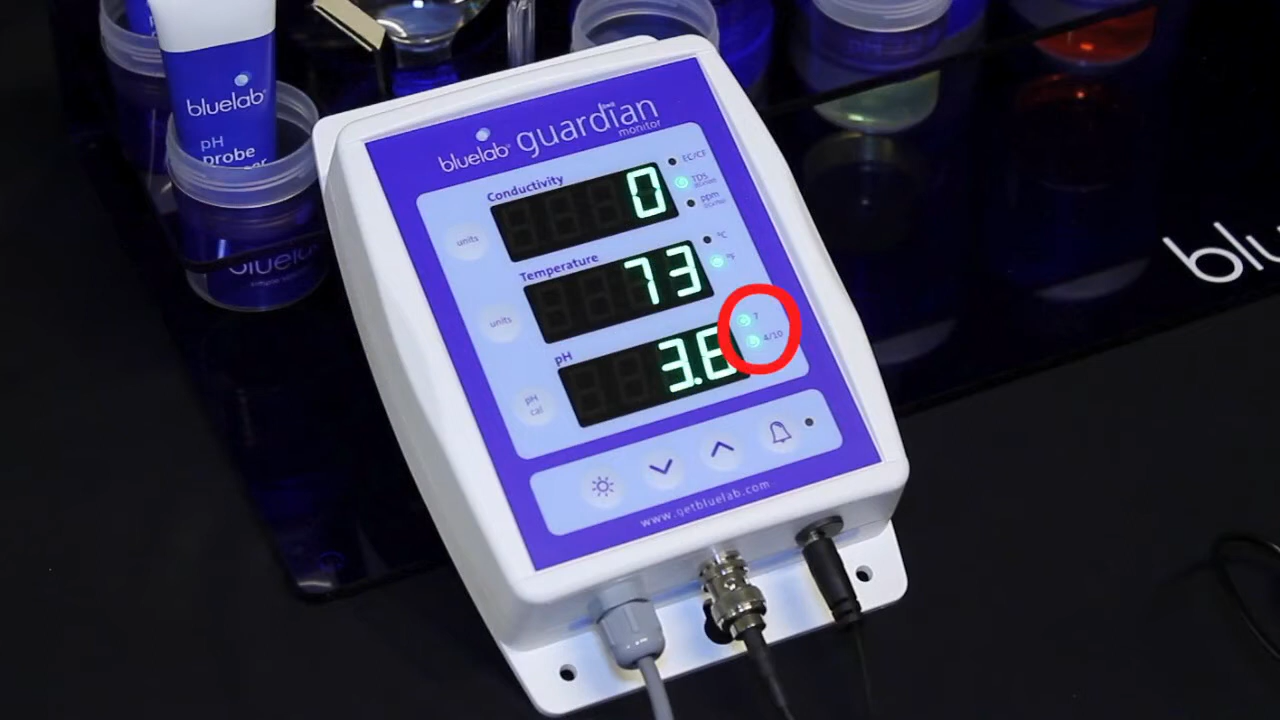 bluelab
pH
probe
bluelab guardian
monitor
Conductivity
0
EC/CF
TDS
ppm
units
Temperature
73
°C
°F
units
pH
3.6
7
4/10
pH
cal
www.getbluelab.com
blu